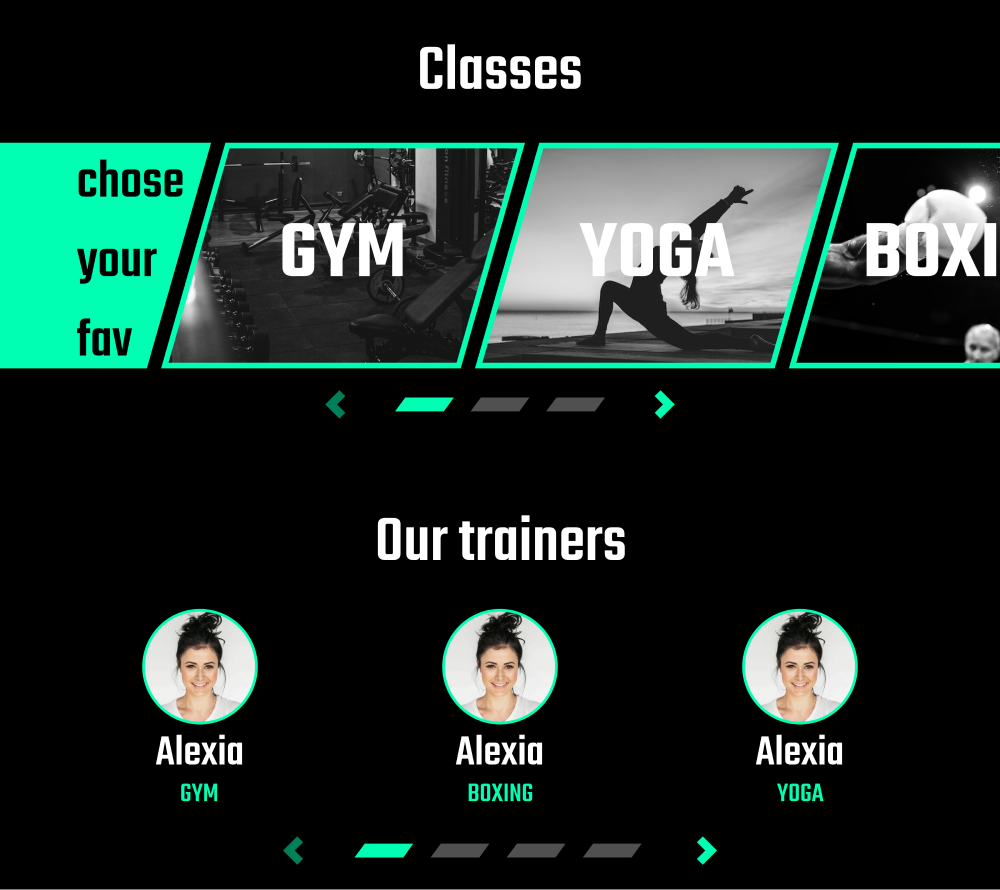 Classes
chose
your
fav
GYM
YOGA
BOXI
Our trainers
Alexia
Alexia
Alexia
GYM
BOXING
YOGA